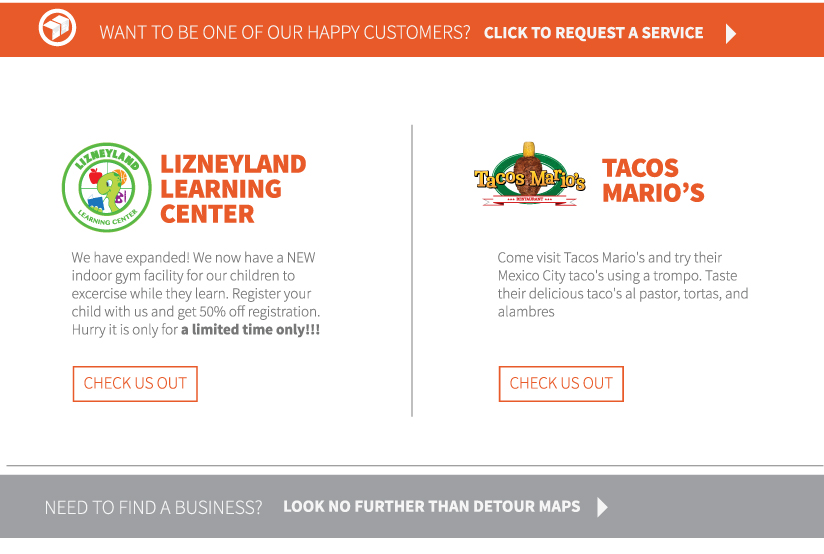 WANT TO BE ONE OF OUR HAPPY CUSTOMERS? CLICK TO REQUEST A SERVICE
LIZNEYLAND
LEARNING CENTER
LIZNEYLAND
LEARNING
CENTER
We have expanded! We now have a NEW
indoor gym facility for our children to
excercise while they learn. Register your
child with us and get 50% off registration.
Hurry it is only for a limited time only!!!
CHECK US OUT
Tacos Mario's
RESTAURANT
TACOS
MARIO'S
Come visit Tacos Mario's and try their
Mexico City taco's using a trompo. Taste
their delicious taco's al pastor, tortas, and
alambres
CHECK US OUT
NEED TO FIND A BUSINESS? LOOK NO FURTHER THAN DETOUR MAPS